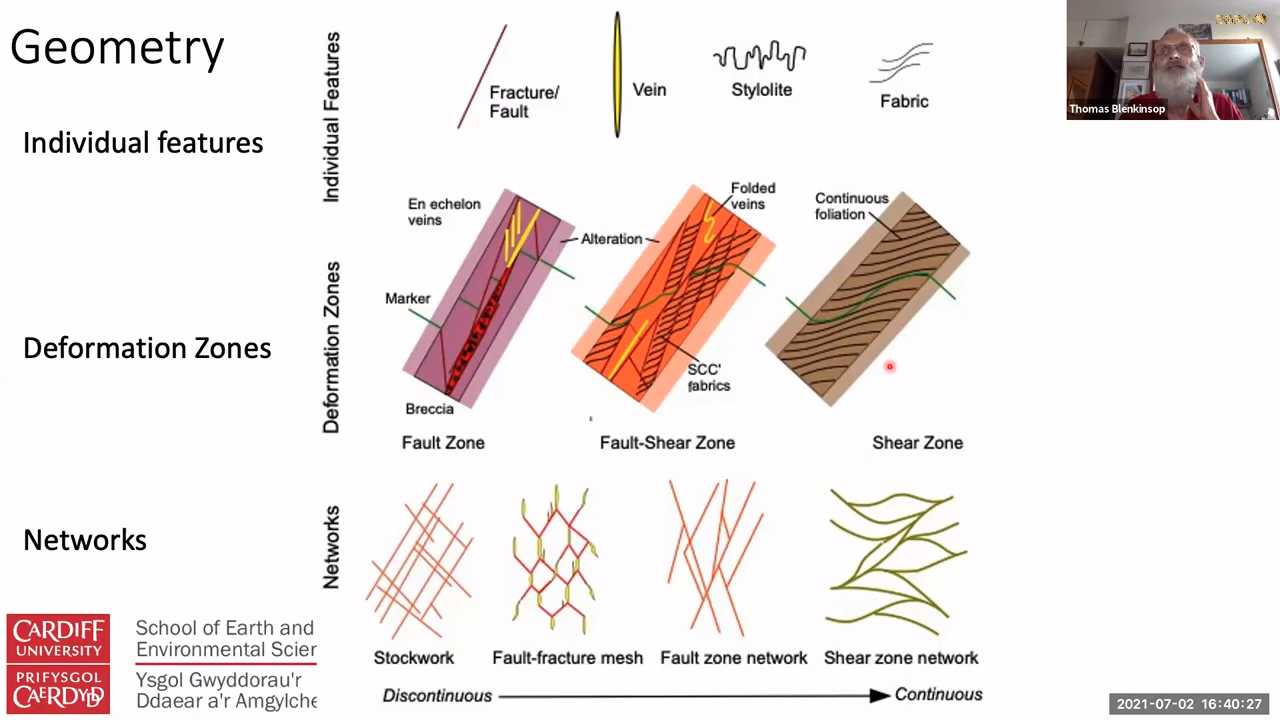 Geometry
Individual features
Deformation Zones
Networks
Individual Features
Fracture/
Fault
Vein
Stylolite
Fabric
Deformation Zones
En echelon
veins
Alteration
Folded
veins
Continuous
foliation
Marker
SCC'
fabrics
Breccia
Fault Zone
Fault-Shear Zone
Shear Zone
Networks
Stockwork
Fault-fracture mesh
Fault zone network
Shear zone network
Discontinuous
Continuous
CARDIFF
UNIVERSITY
PRIFYSGOL
CAERDYDD
School of Earth and
Environmental Scier
Ysgol Gwyddorau'r
Ddaear a'r Amgylche
Thomas Blenkinsop
2021-07-02 16:40:27